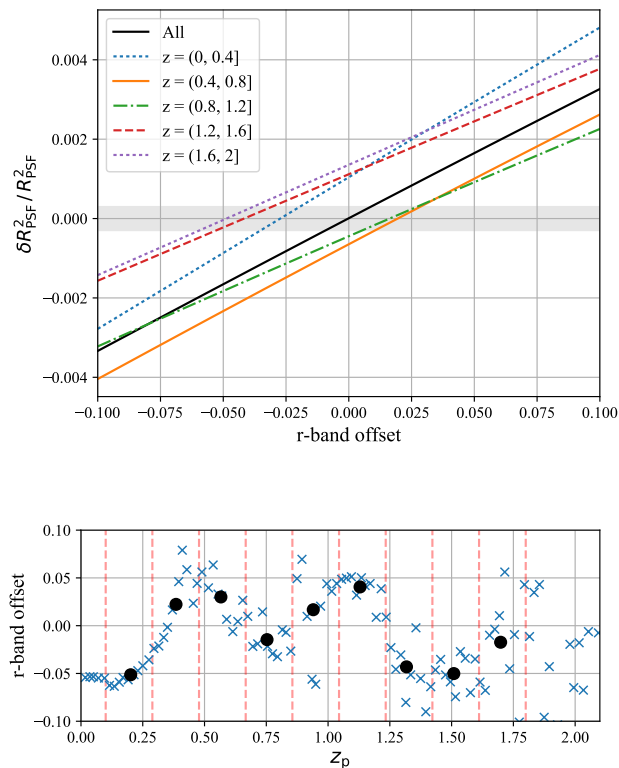 0.004
0.002
0.000
−0.002
−0.004
δR²_PSF / R²_PSF
All
z = (0, 0.4]
z = (0.4, 0.8]
z = (0.8, 1.2]
z = (1.2, 1.6]
z = (1.6, 2]
−0.100 −0.075 −0.050 −0.025 0.000 0.025 0.050 0.075 0.100
r-band offset
0.10
0.05
0.00
−0.05
−0.10
r-band offset
0.00 0.25 0.50 0.75 1.00 1.25 1.50 1.75 2.00
z_p